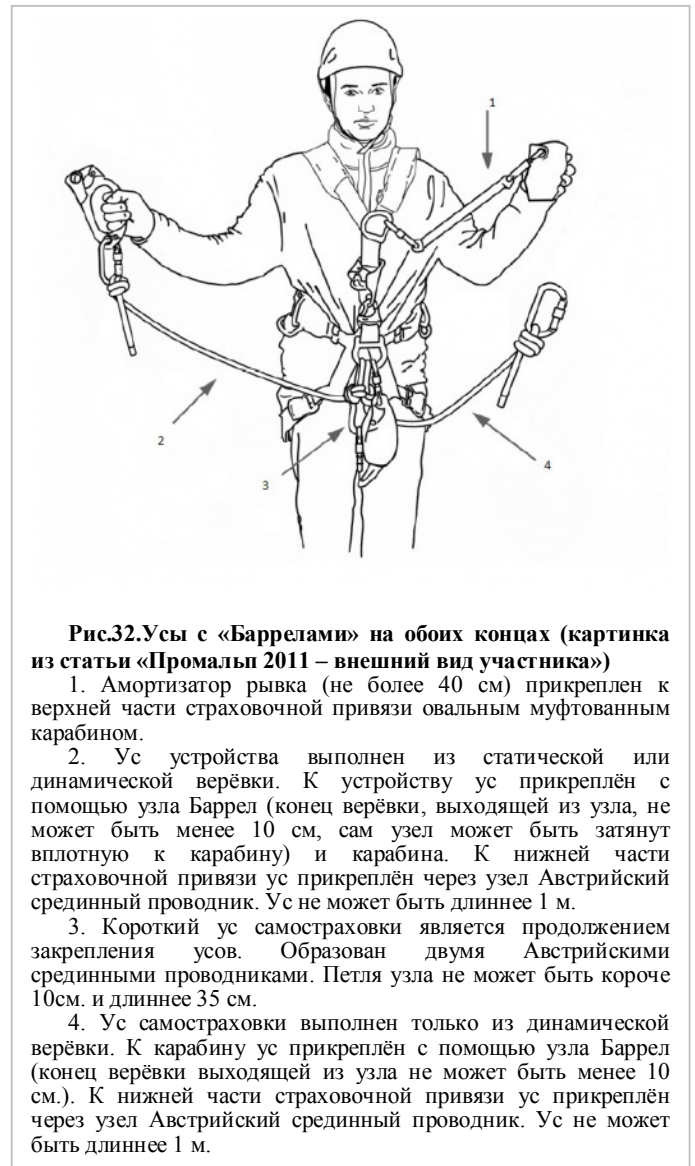 1
2
3
4
Рис.32.Усы с «Баррелами» на обоих концах (картинка
из статьи «Промальп 2011 – внешний вид участника»)
1. Амортизатор рывка (не более 40 см) прикреплен к
верхней части страховочной привязи овальным муфтованным
карабином.
2. Ус устройства выполнен из статической или
динамической верёвки. К устройству ус прикреплён с
помощью узла Баррел (конец верёвки, выходящей из узла, не
может быть менее 10 см, сам узел может быть затянут
вплотную к карабину) и карабина. К нижней части
страховочной привязи ус прикреплён через узел Австрийский
срединный проводник. Ус не может быть длиннее 1 м.
3. Короткий ус самостраховки является продолжением
закрепления усов. Образован двумя Австрийскими
срединными проводниками. Петля узла не может быть короче
10см. и длиннее 35 см.
4. Ус самостраховки выполнен только из динамической
верёвки. К карабину ус прикреплён с помощью узла Баррел
(конец верёвки выходящей из узла не может быть менее 10
см.). К нижней части страховочной привязи ус прикреплён
через узел Австрийский срединный проводник. Ус не может
быть длиннее 1 м.